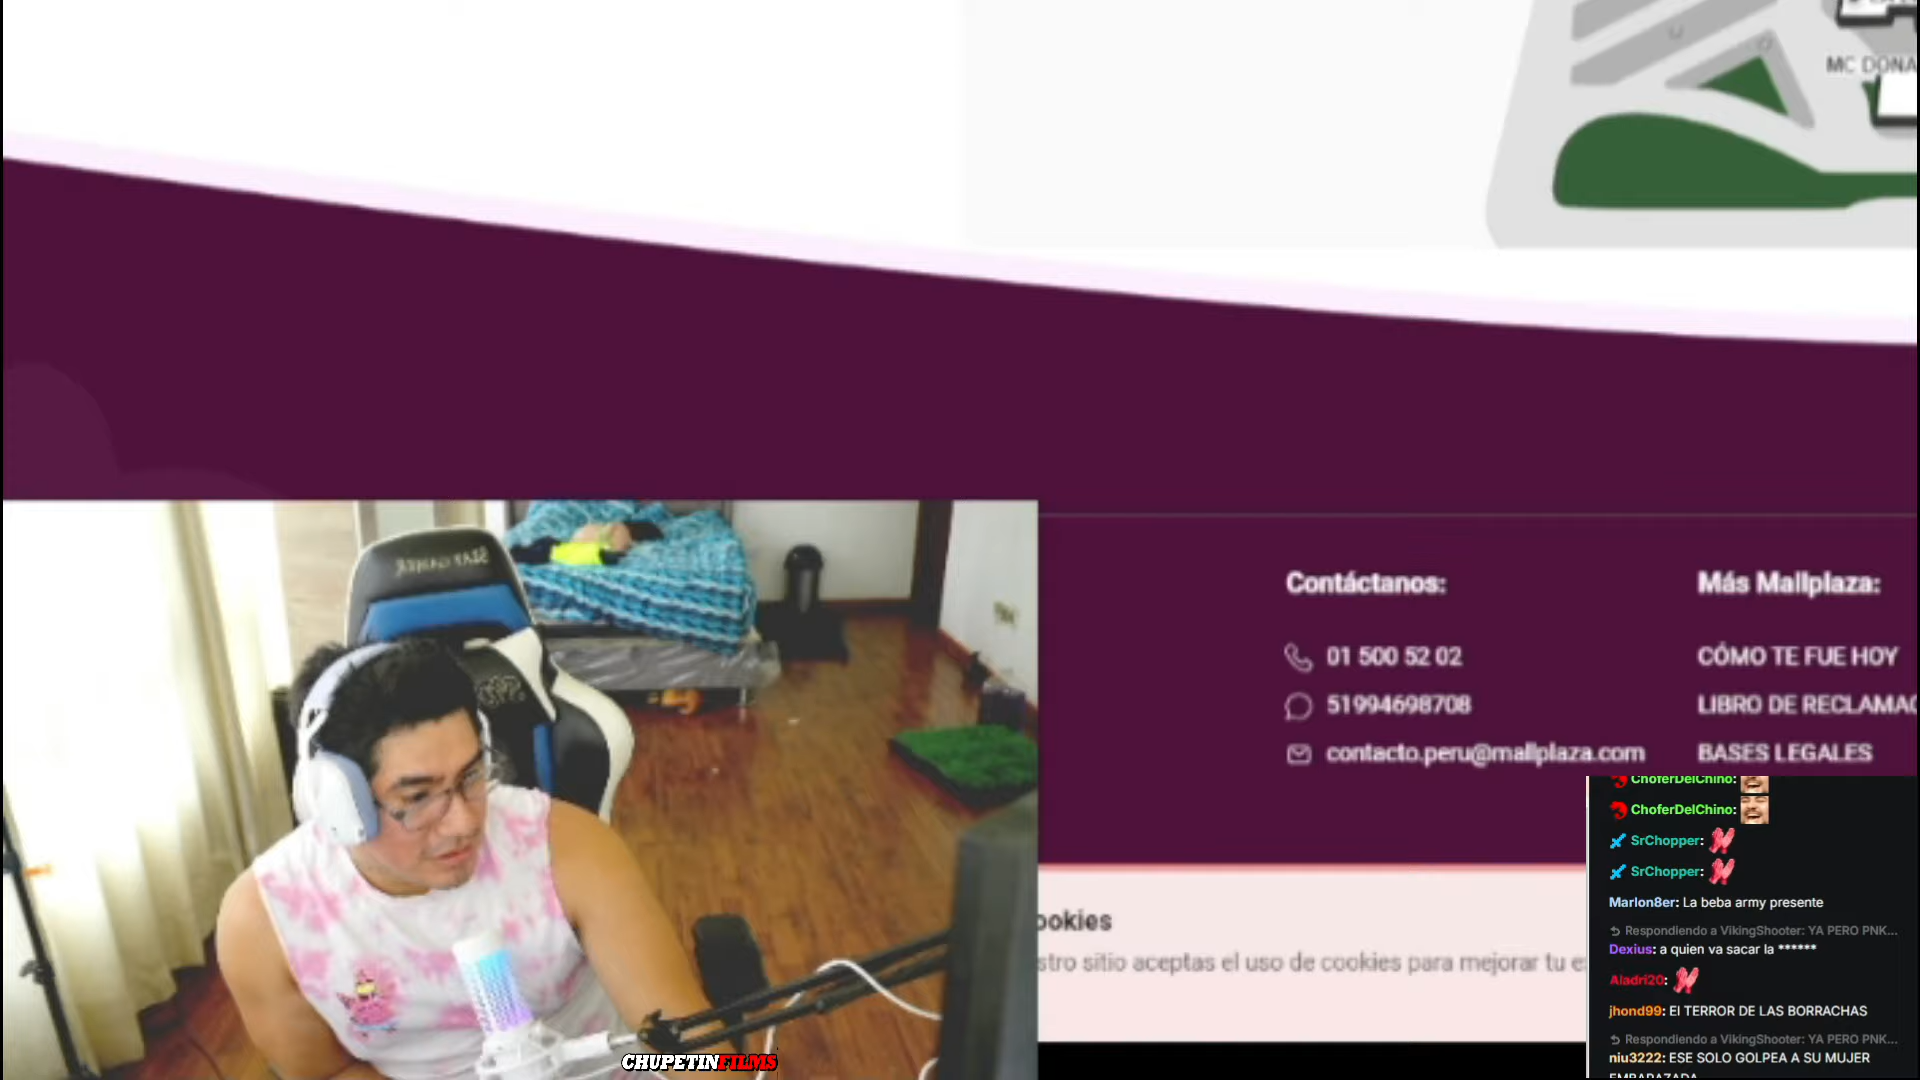 MC DONA
Contáctanos:
01 500 52 02
51994698708
contacto.peru@mallplaza.com
Más Mallplaza:
CÓMO TE FUE HOY
LIBRO DE RECLAMAC
BASES LEGALES
ookies
stro sitio aceptas el uso de cookies para mejorar tu e
ChoferDelChino:
ChoferDelChino:
SrChopper:
SrChopper:
Marlon8er: La beba army presente
Respondiendo a VikingShooter: YA PERO PNK...
Dexius: a quien va sacar la ******
Aladri20:
jhond99: El TERROR DE LAS BORRACHAS
Respondiendo a VikingShooter: YA PERO PNK...
niu3222: ESE SOLO GOLPEA A SU MUJER
EMBARAZADA
CHUPETINFILMS